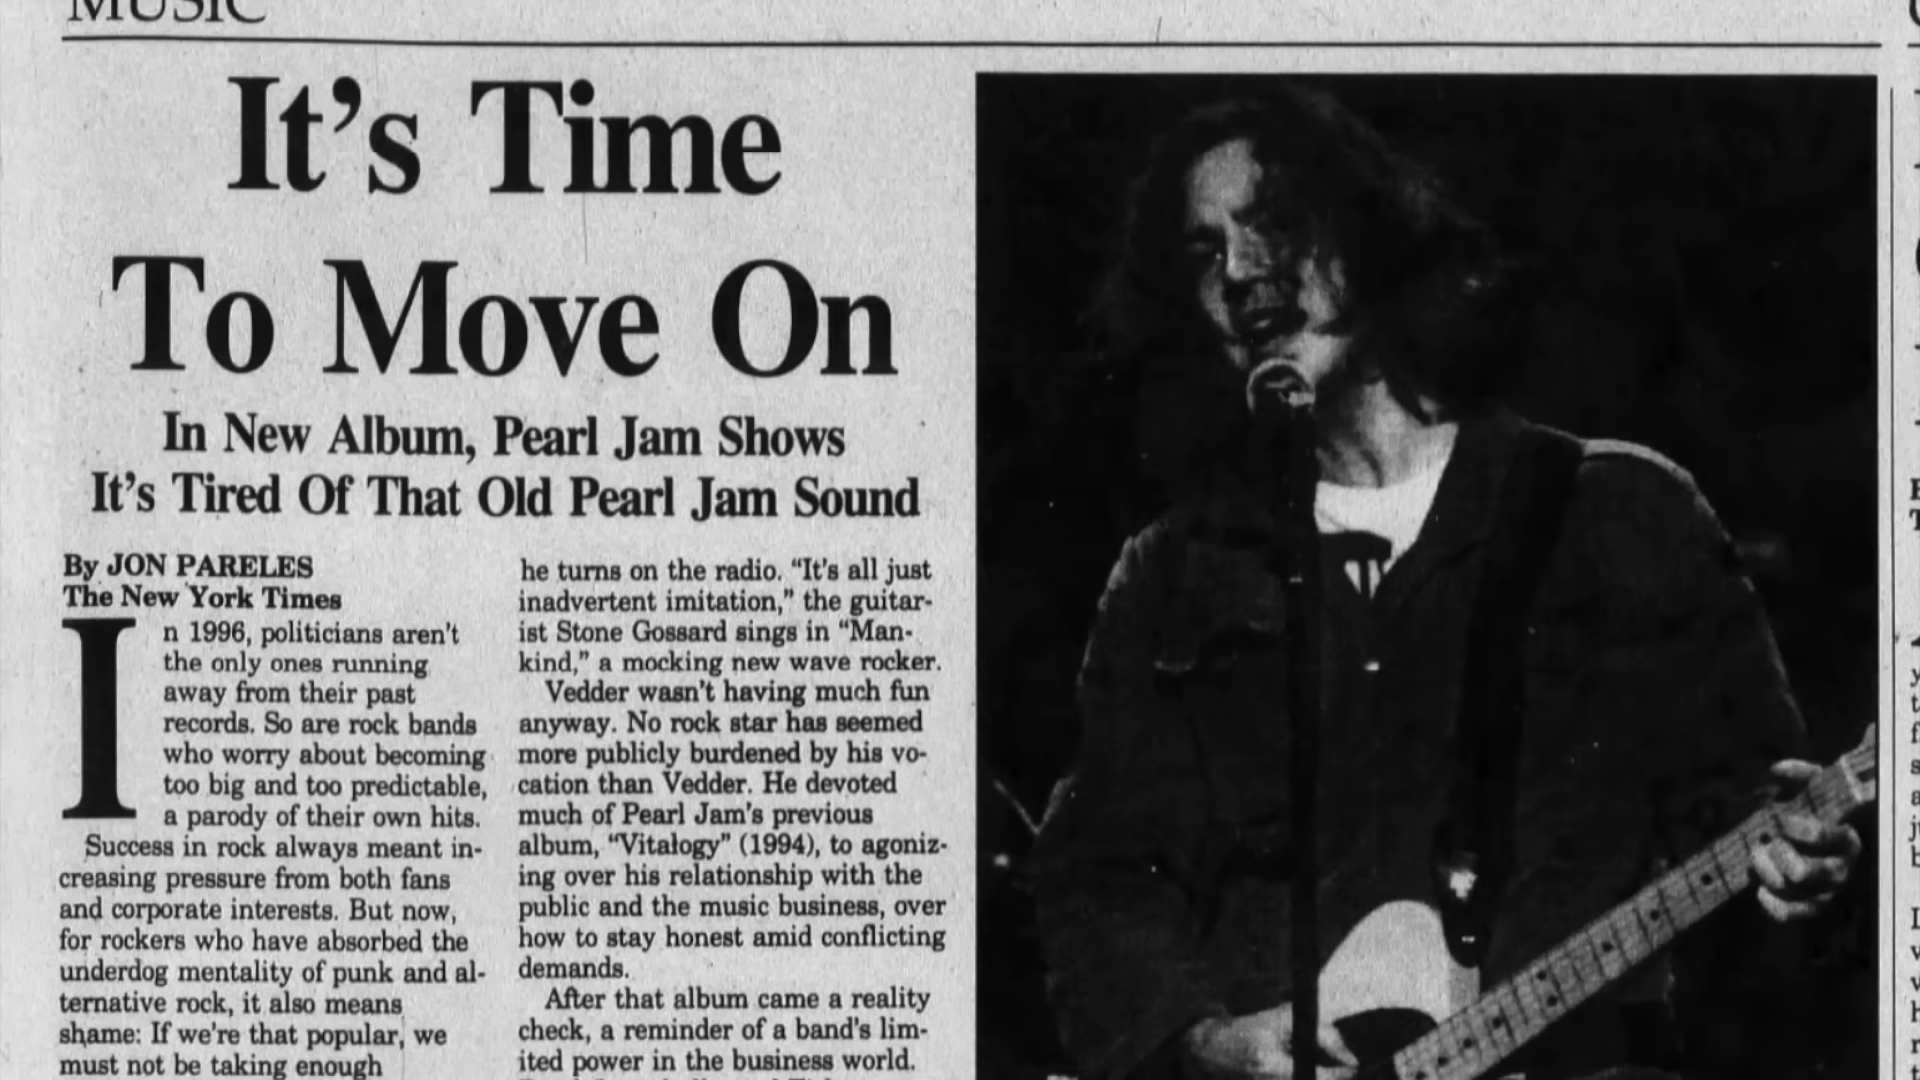 MUSIC
It's Time
To Move On
In New Album, Pearl Jam Shows
It's Tired Of That Old Pearl Jam Sound
By JON PARELES
The New York Times
In 1996, politicians aren't
the only ones running
away from their past
records. So are rock bands
who worry about becoming
too big and too predictable,
a parody of their own hits.
Success in rock always meant in-
creasing pressure from both fans
and corporate interests. But now,
for rockers who have absorbed the
underdog mentality of punk and al-
ternative rock, it also means
shame: If we're that popular, we
must not be taking enough
he turns on the radio. “It's all just
inadvertent imitation,” the guitar-
ist Stone Gossard sings in “Man-
kind,” a mocking new wave rocker.
Vedder wasn't having much fun
anyway. No rock star has seemed
more publicly burdened by his vo-
cation than Vedder. He devoted
much of Pearl Jam's previous
album, “Vitalogy” (1994), to agoniz-
ing over his relationship with the
public and the music business, over
how to stay honest amid conflicting
demands.
After that album came a reality
check, a reminder of a band's lim-
ited power in the business world.